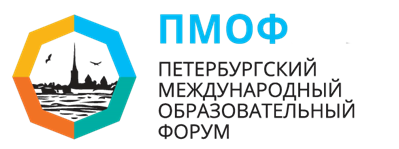 ПМОФ
ПЕТЕРБУРГСКИЙ
МЕЖДУНАРОДНЫЙ
ОБРАЗОВАТЕЛЬНЫЙ
ФОРУМ